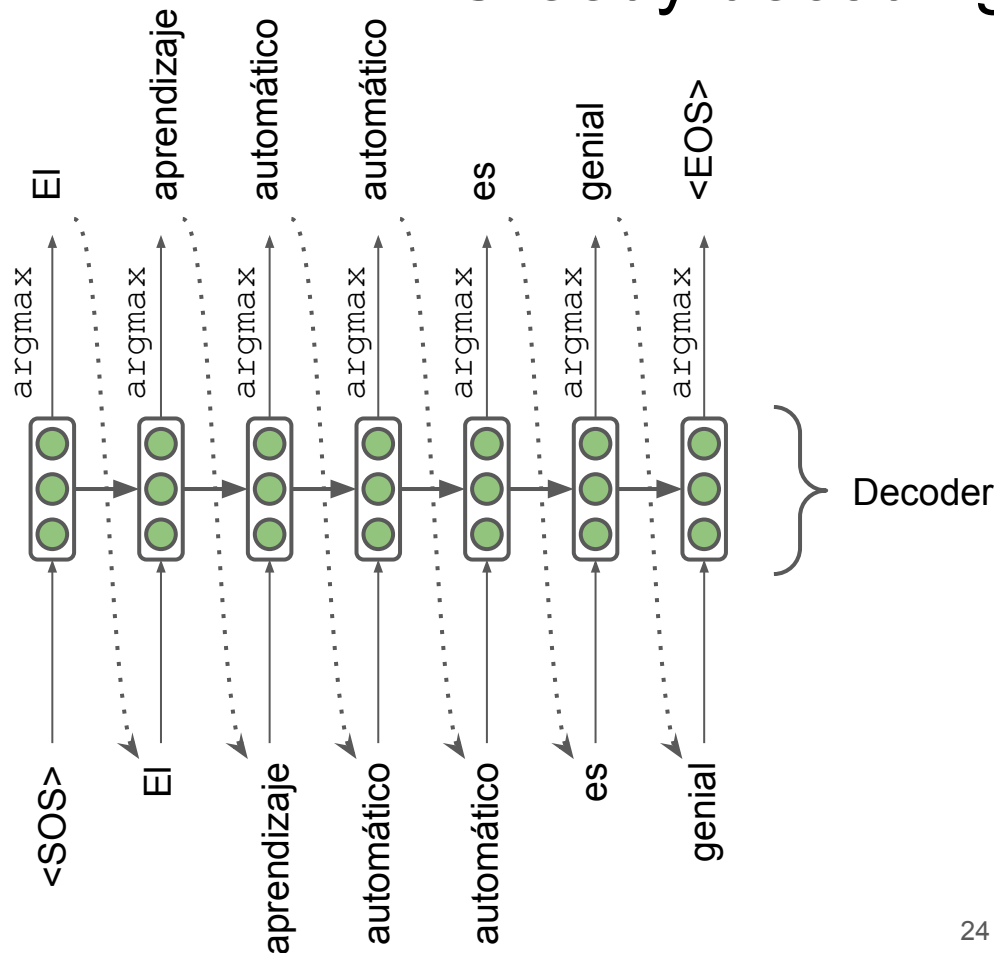 El
aprendizaje
automático
automático
es
genial
<EOS>
argmax
argmax
argmax
argmax
argmax
argmax
argmax
Decoder
<SOS>
El
aprendizaje
automático
automático
es
genial
24